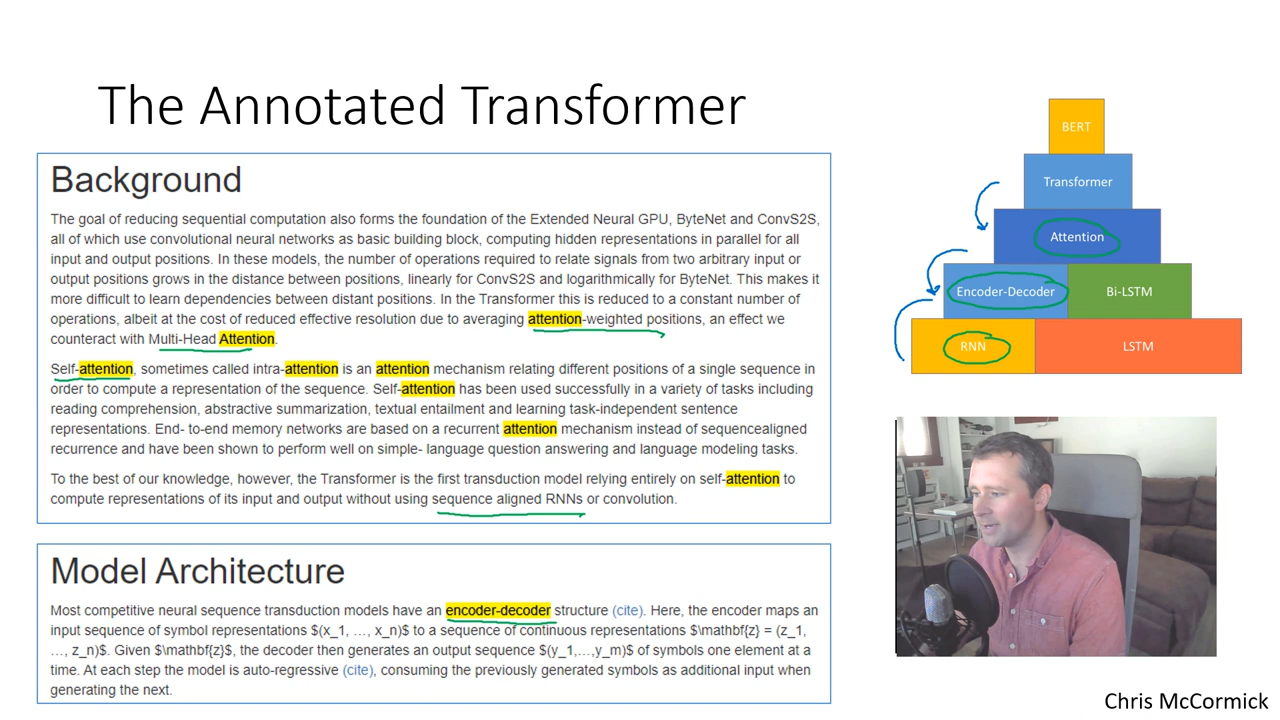 The Annotated Transformer
Background
The goal of reducing sequential computation also forms the foundation of the Extended Neural GPU, ByteNet and ConvS2S,
all of which use convolutional neural networks as basic building block, computing hidden representations in parallel for all
input and output positions. In these models, the number of operations required to relate signals from two arbitrary input or
output positions grows in the distance between positions, linearly for ConvS2S and logarithmically for ByteNet. This makes it
more difficult to learn dependencies between distant positions. In the Transformer this is reduced to a constant number of
operations, albeit at the cost of reduced effective resolution due to averaging attention-weighted positions, an effect we
counteract with Multi-Head Attention.
Self-attention, sometimes called intra-attention is an attention mechanism relating different positions of a single sequence in
order to compute a representation of the sequence. Self-attention has been used successfully in a variety of tasks including
reading comprehension, abstractive summarization, textual entailment and learning task-independent sentence
representations. End- to-end memory networks are based on a recurrent attention mechanism instead of sequencealigned
recurrence and have been shown to perform well on simple- language question answering and language modeling tasks.
To the best of our knowledge, however, the Transformer is the first transduction model relying entirely on self-attention to
compute representations of its input and output without using sequence aligned RNNs or convolution.
Model Architecture
Most competitive neural sequence transduction models have an encoder-decoder structure (cite). Here, the encoder maps an
input sequence of symbol representations $(x_1, …, x_n)$ to a sequence of continuous representations $\mathbf{z} = (z_1,
…, z_n)$. Given $\mathbf{z}$, the decoder then generates an output sequence $(y_1,…,y_m)$ of symbols one element at a
time. At each step the model is auto-regressive (cite), consuming the previously generated symbols as additional input when
generating the next.
BERT
Transformer
Attention
Encoder-Decoder
Bi-LSTM
RNN
LSTM
Chris McCormick